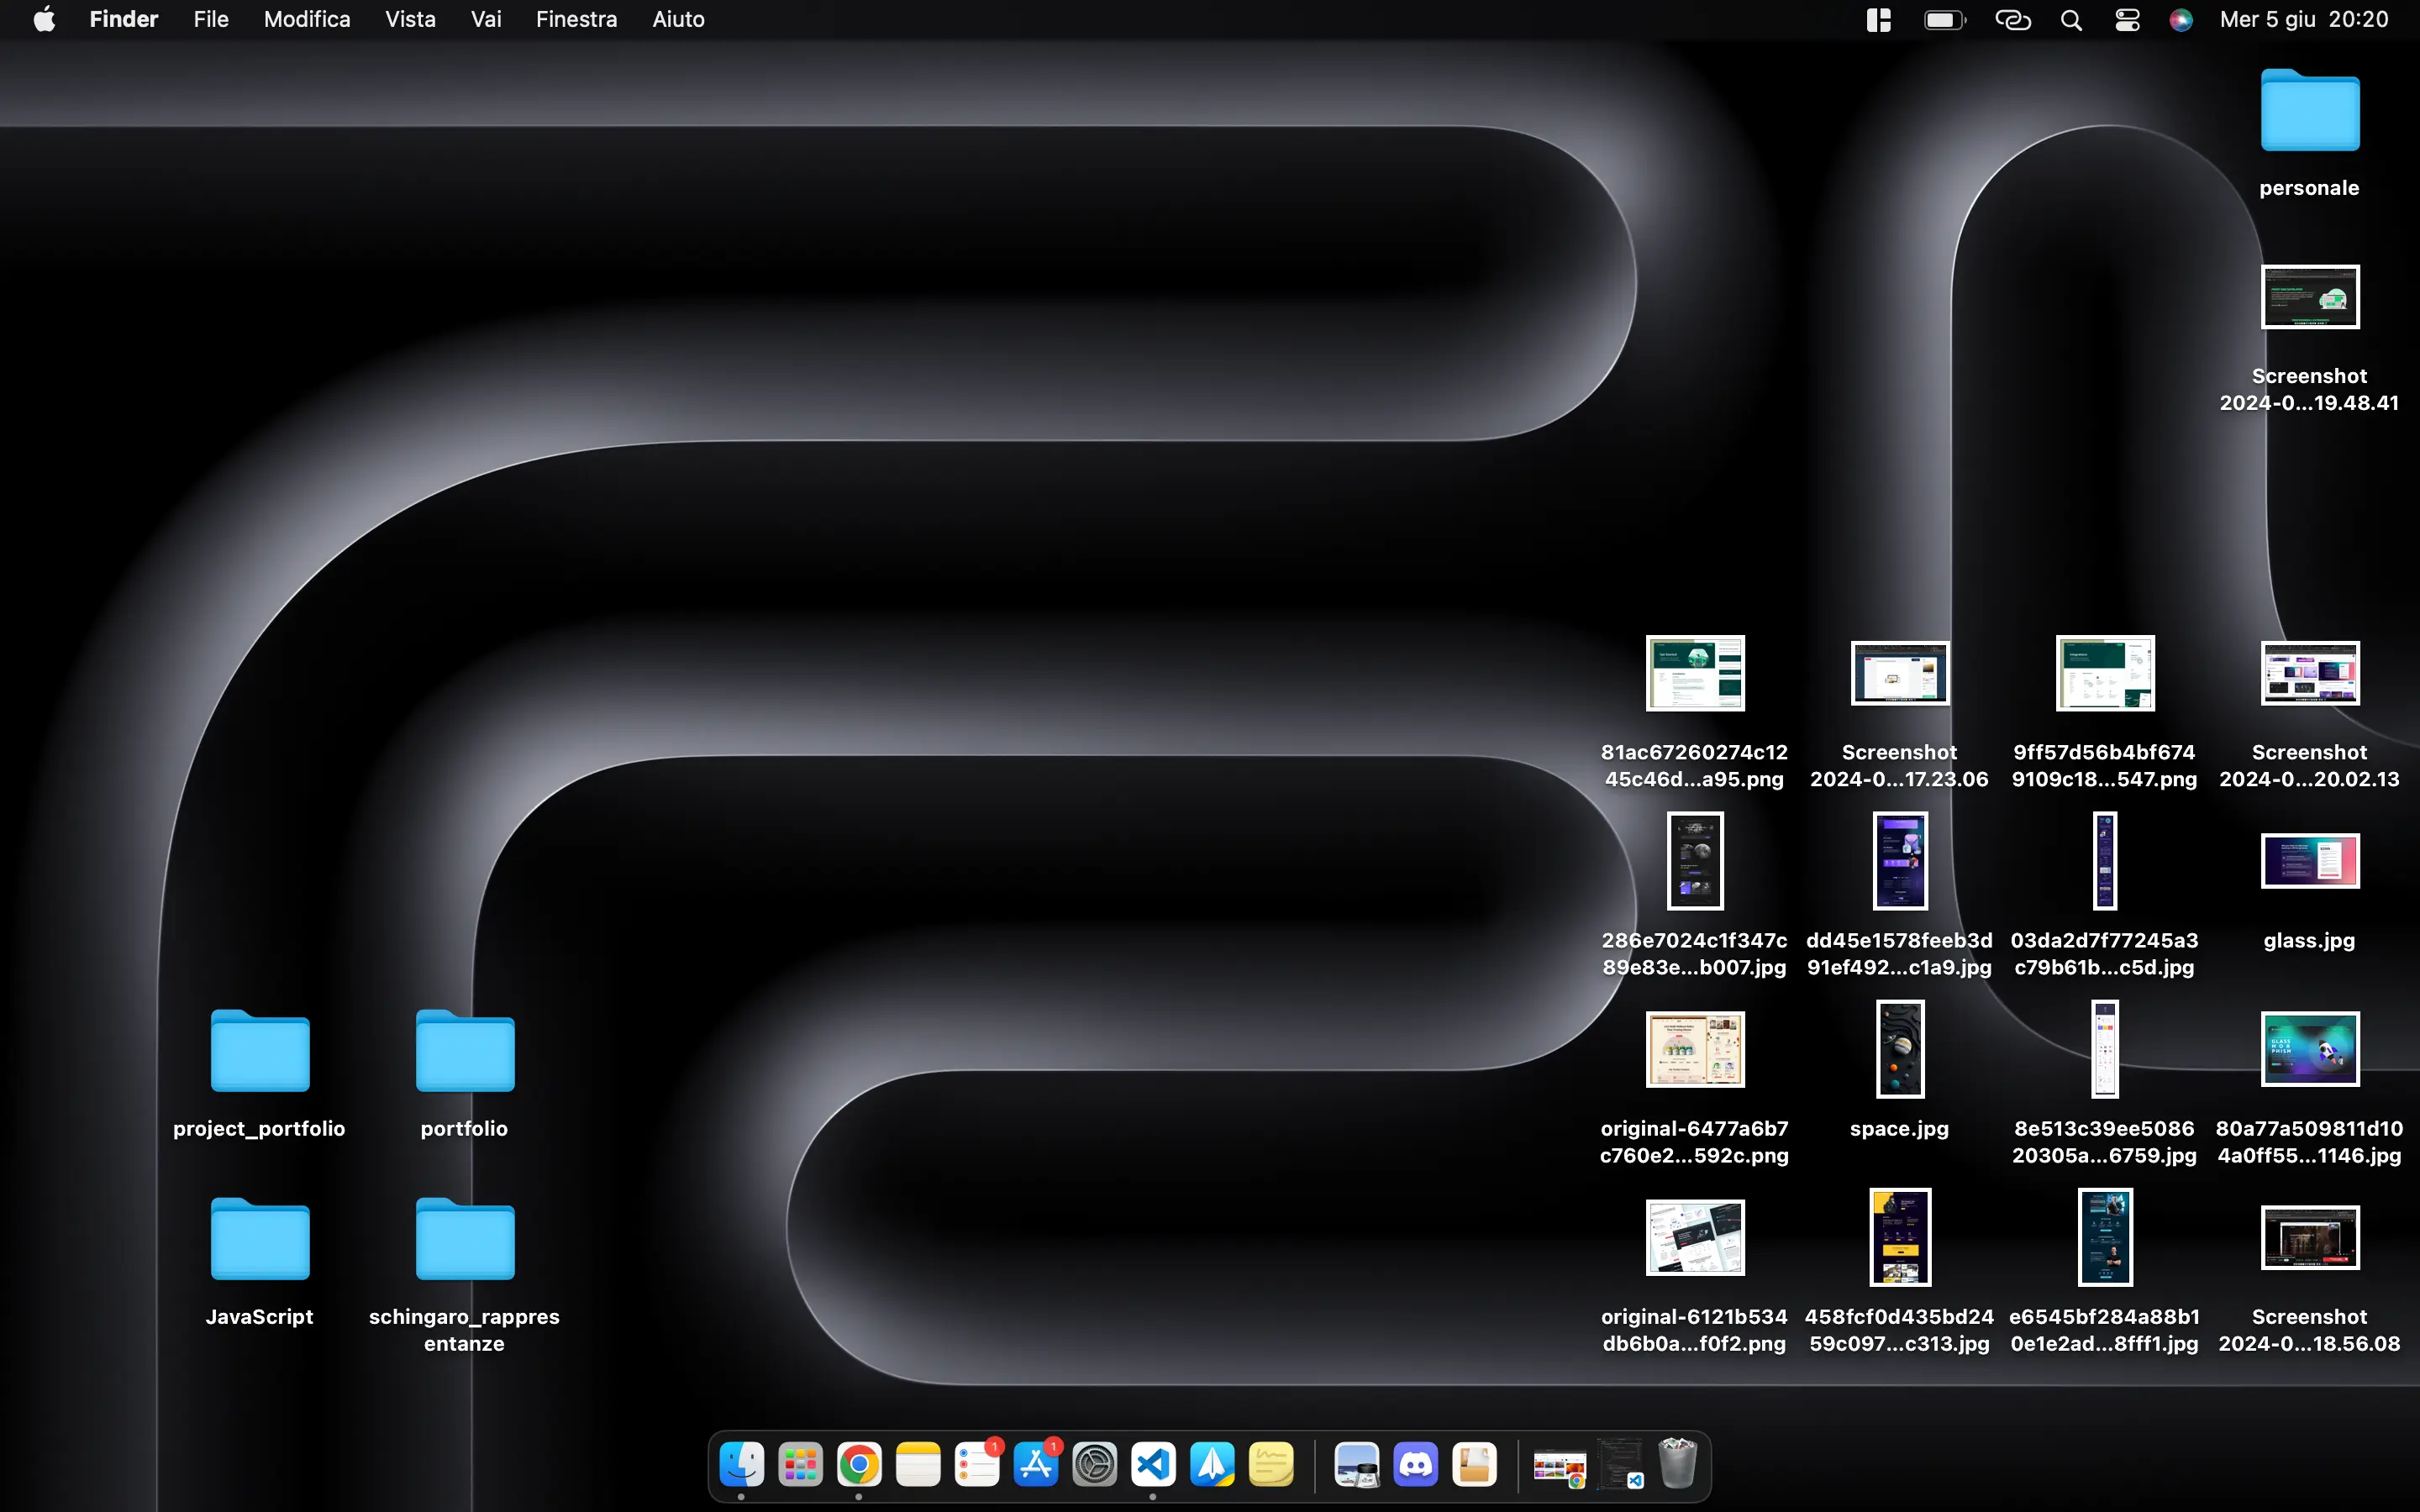 Finder File Modifica Vista Vai Finestra Aiuto Mer 5 giu 20:20
personale
Screenshot
2024-0...19.48.41
81ac67260274c12
45c46d...a95.png
Screenshot
2024-0...17.23.06
9ff57d56b4bf674
9109c18...547.png
Screenshot
2024-0...20.02.13
286e7024c1f347c
89e83e...b007.jpg
dd45e1578feeb3d
91ef492...c1a9.jpg
03da2d7f77245a3
c79b61b...c5d.jpg
glass.jpg
project_portfolio
portfolio
original-6477a6b7
c760e2...592c.png
space.jpg
8e513c39ee5086
20305a...6759.jpg
80a77a509811d10
4a0ff55...1146.jpg
JavaScript
schingaro_rappres
entanze
original-6121b534
db6b0a...f0f2.png
458fcf0d435bd24
59c097...c313.jpg
e6545bf284a88b1
0e1e2ad...8fff1.jpg
Screenshot
2024-0...18.56.08
1
1